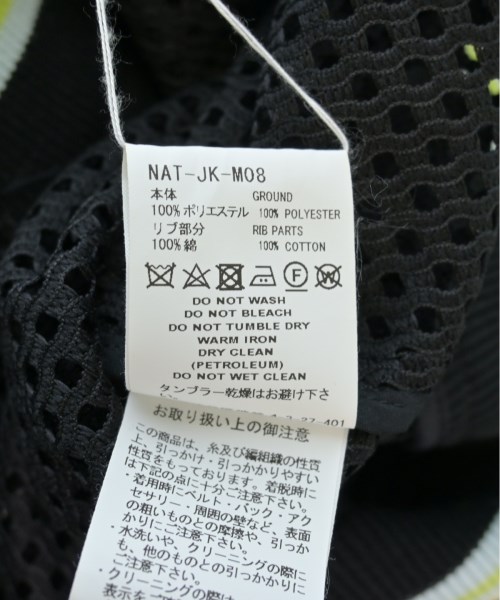 NAT-JK-M08
本体 GROUND
100%ポリエステル 100% POLYESTER
リブ部分 RIB PARTS
100%綿 100% COTTON
F W
DO NOT WASH
DO NOT BLEACH
DO NOT TUMBLE DRY
WARM IRON
DRY CLEAN
(PETROLEUM)
DO NOT WET CLEAN
タンブラー乾燥はお避け下さ
401
お取り扱い上の御注意
この商品は、糸及び編組織の性質
上、引っかけ・引っかかりやすい
性質をもっております。着脱時に
は下記の点に十分ご注意下さい。
・着用時にベルト・バック・アク
セサリー・周囲の壁など、表面
の粗いものとの摩擦や、引っか
かりにご注意下さい。
・水洗いや、クリーニングの際に
も、他のものとの引っかかりに
ご注意下さい。
・クリーニングの際は
表示をご